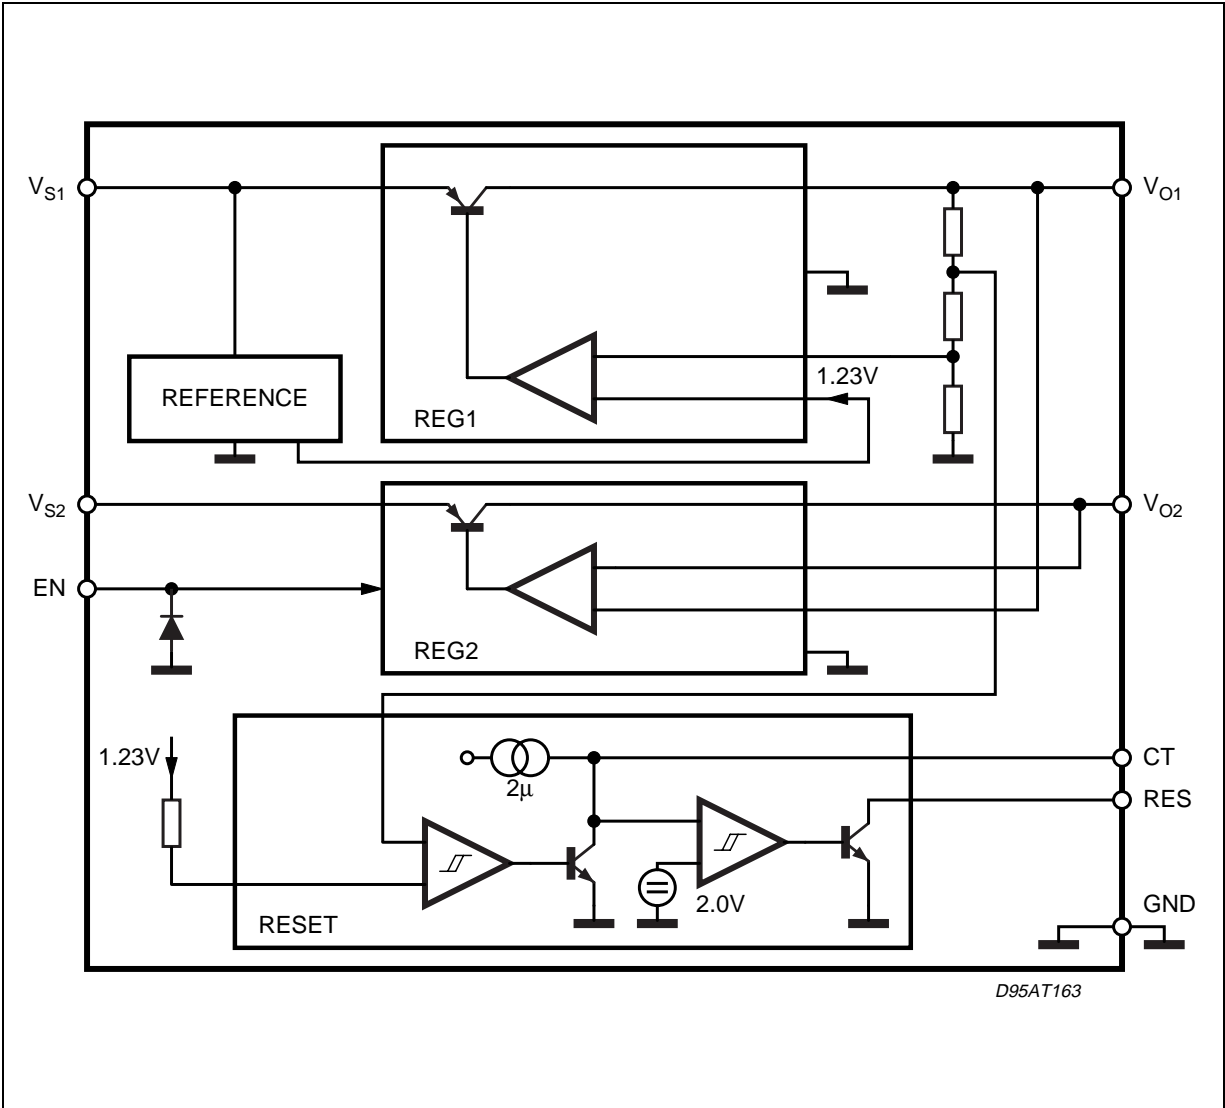 VS1
VO1
REFERENCE
1.23V
REG1
VS2
VO2
EN
REG2
1.23V
2μ
CT
RES
2.0V
RESET
GND
D95AT163